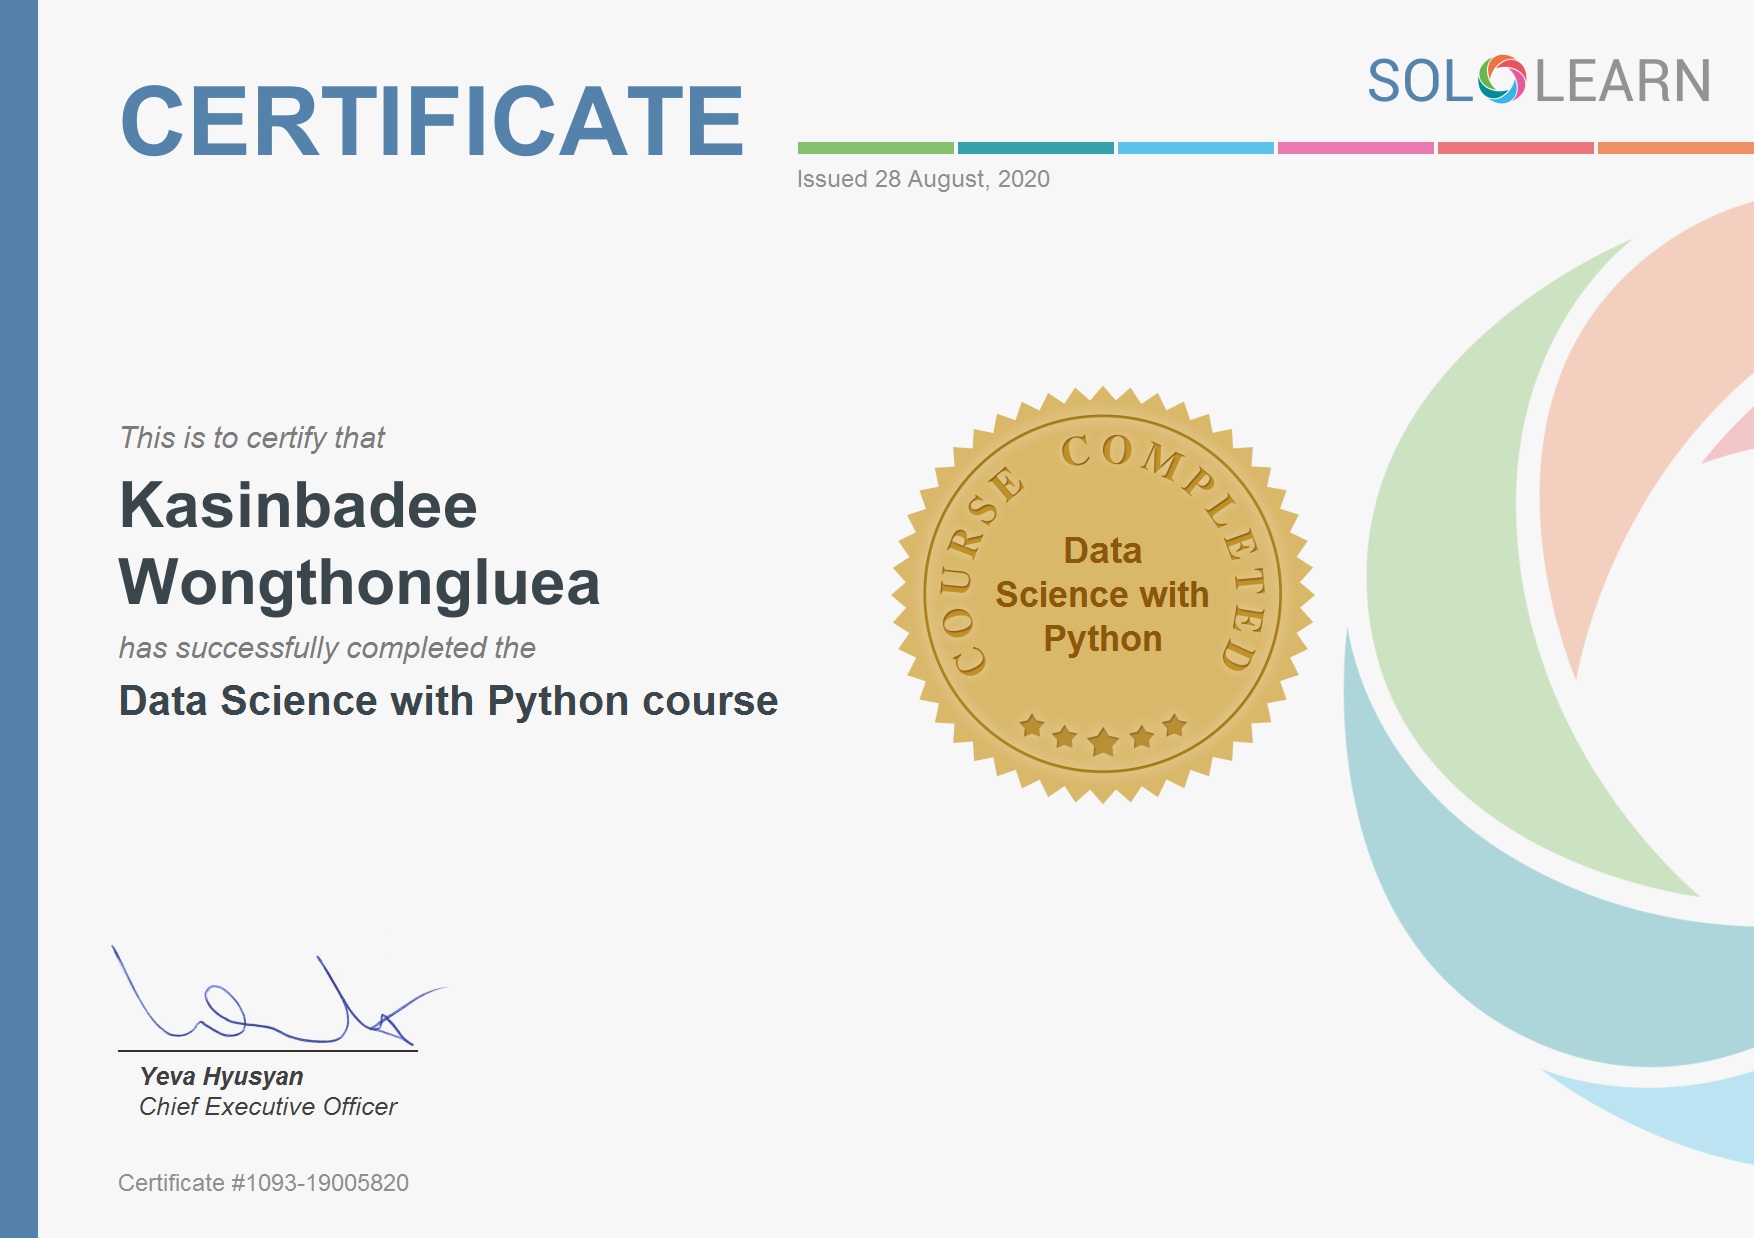 CERTIFICATE
SOLOLEARN
Issued 28 August, 2020
This is to certify that
Kasinbadee
Wongthongluea
has successfully completed the
Data Science with Python course
COURSE COMPLETED
Data
Science with
Python
Yeva Hyusyan
Chief Executive Officer
Certificate #1093-19005820